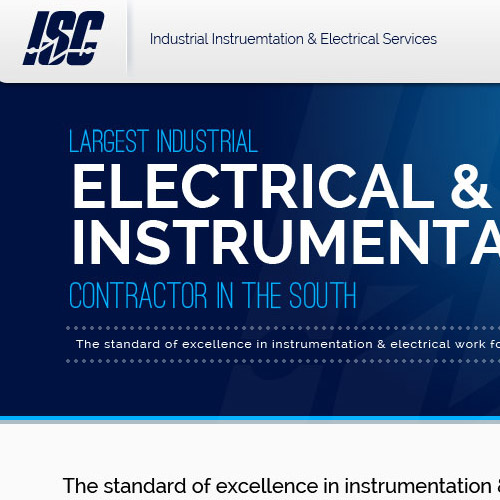 ISC
Industrial Instruemtation & Electrical Services
LARGEST INDUSTRIAL
ELECTRICAL &
INSTRUMENTA
CONTRACTOR IN THE SOUTH
The standard of excellence in instrumentation & electrical work fo
The standard of excellence in instrumentation &